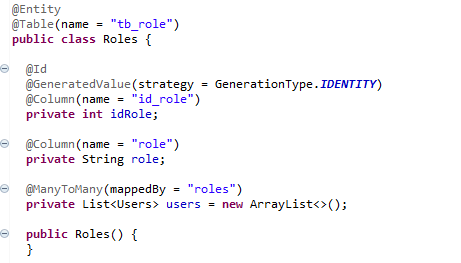 @Entity
@Table(name = "tb_role")
public class Roles {
@Id
@GeneratedValue(strategy = GenerationType.IDENTITY)
@Column(name = "id_role")
private int idRole;
@Column(name = "role")
private String role;
@ManyToMany(mappedBy = "roles")
private List<Users> users = new ArrayList<>();
public Roles() {
}